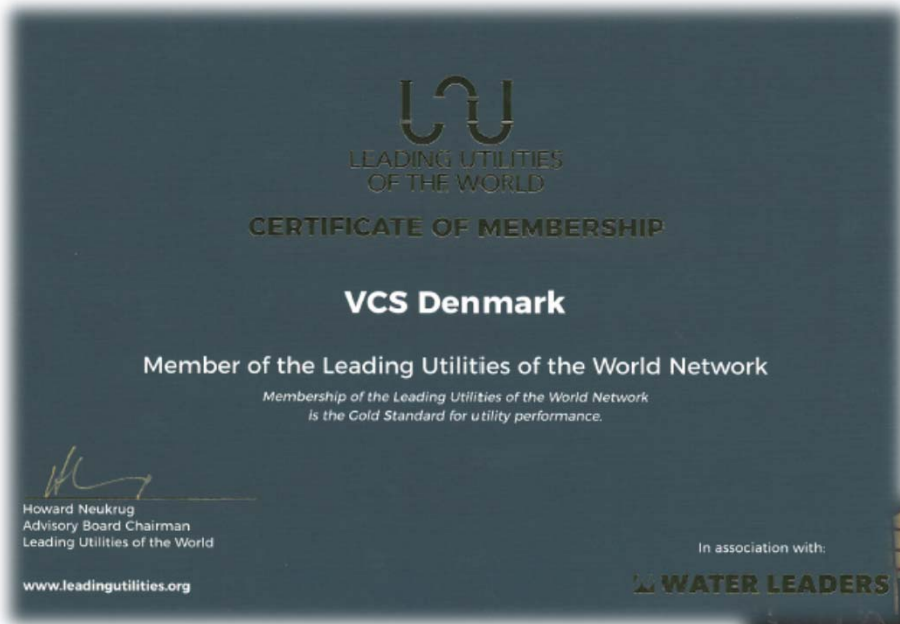 LEADING UTILITIES
OF THE WORLD
CERTIFICATE OF MEMBERSHIP
VCS Denmark
Member of the Leading Utilities of the World Network
Membership of the Leading Utilities of the World Network
is the Gold Standard for utility performance.
Howard Neukrug
Advisory Board Chairman
Leading Utilities of the World
www.leadingutilities.org
In association with:
WATER LEADERS